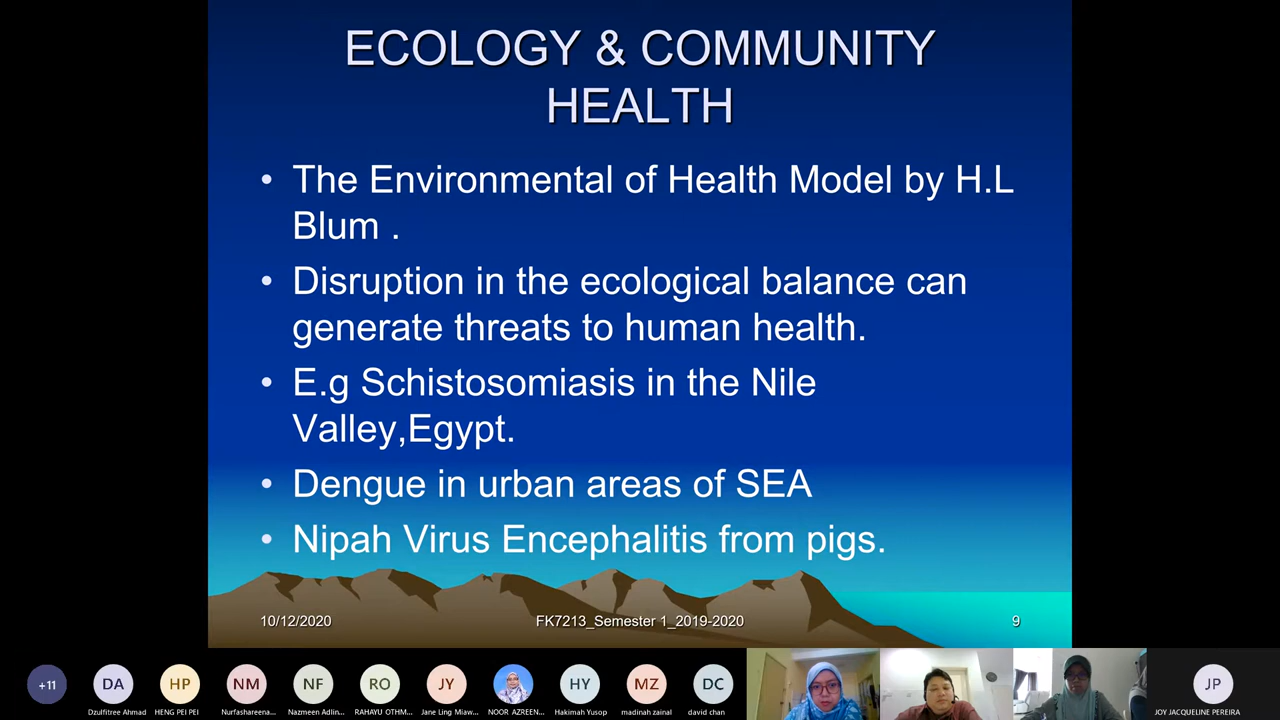 ECOLOGY & COMMUNITY
HEALTH
• The Environmental of Health Model by H.L
Blum .
• Disruption in the ecological balance can
generate threats to human health.
• E.g Schistosomiasis in the Nile
Valley,Egypt.
• Dengue in urban areas of SEA
• Nipah Virus Encephalitis from pigs.
10/12/2020
FK7213_Semester 1_2019-2020
9
+11
DA
HP
NM
NF
RO
JY
HY
MZ
DC
JP
Dzulfitree Ahmad
HENG PEI PEI
Nurfashareena...
Nazmeen Adlin...
RAHAYU OTHM...
Jane Ling Miaw...
NOOR AZREEN...
Hakimah Yusop
madinah zainal
david chan
JOY JACQUELINE PEREIRA